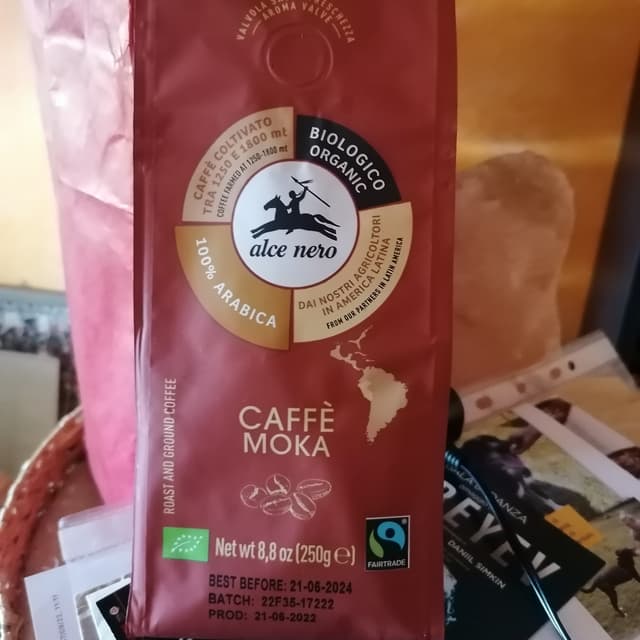 AROMA VALVE
CAFFÈ COLTIVATO
TRA 1250 E 1800 mt
COFFEE FARMED AT 1250-1800 mt
BIOLOGICO
ORGANIC
alce nero
100% ARABICA
DAI NOSTRI AGRICOLTORI
IN AMERICA LATINA
FROM OUR PARTNERS IN LATIN AMERICA
ROAST AND GROUND COFFEE
CAFFÈ
MOKA
Net wt 8,8 oz (250g ℮)
FAIRTRADE
BEST BEFORE: 21-06-2024
BATCH: 22F35-17222
PROD: 21-06-2022
DANIIL SIMKIN